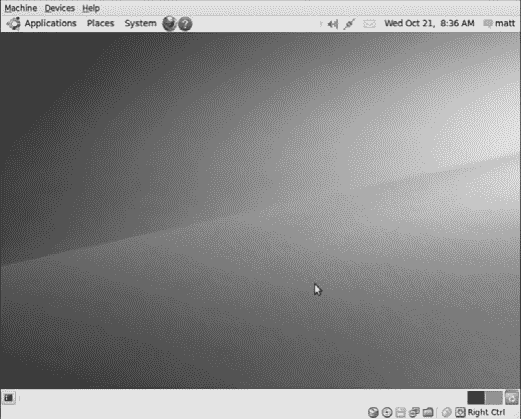 Machine Devices Help
Applications Places System ? Wed Oct 21, 8:36 AM matt
Right Ctrl